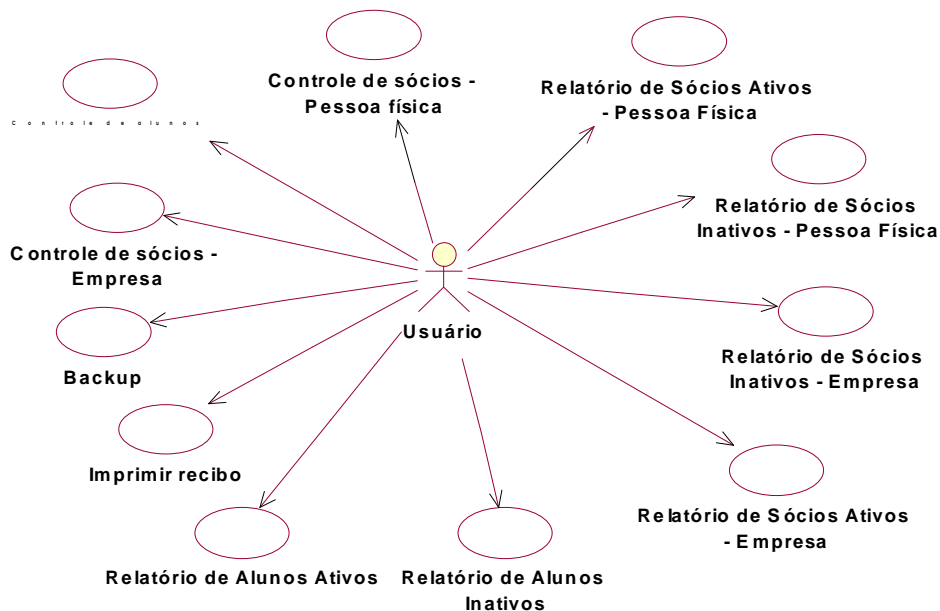 Controle de sócios -
Pessoa física
Relatório de Sócios Ativos
- Pessoa Física
Controle de alunos
Relatório de Sócios
Inativos - Pessoa Física
Controle de sócios -
Empresa
Usuário
Relatório de Sócios
Inativos - Empresa
Backup
Imprimir recibo
Relatório de Sócios Ativos
- Empresa
Relatório de Alunos Ativos
Relatório de Alunos
Inativos